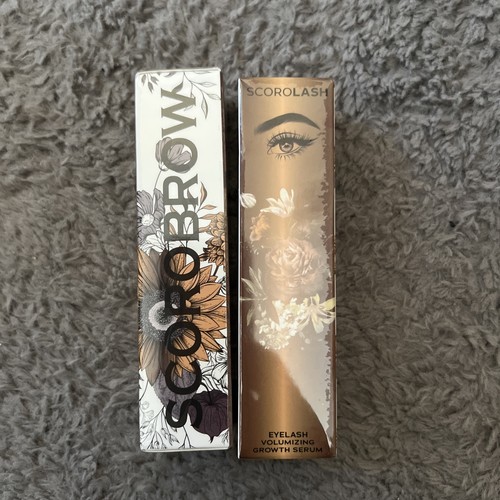 SCOROBROW
SCOROLASH
EYELASH
VOLUMIZING
GROWTH SERUM